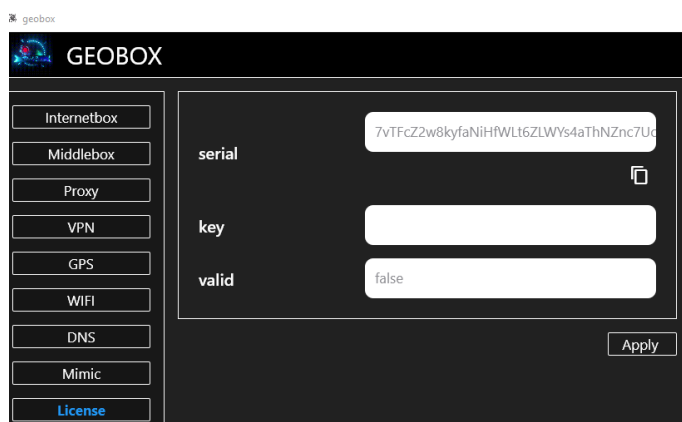 geobox
GEOBOX
Internetbox
Middlebox
Proxy
VPN
GPS
WIFI
DNS
Mimic
License
serial
7vTFcZ2w8kyfaNiHfWLt6ZLWYs4aThNZnc7Uc
key
valid
false
Apply